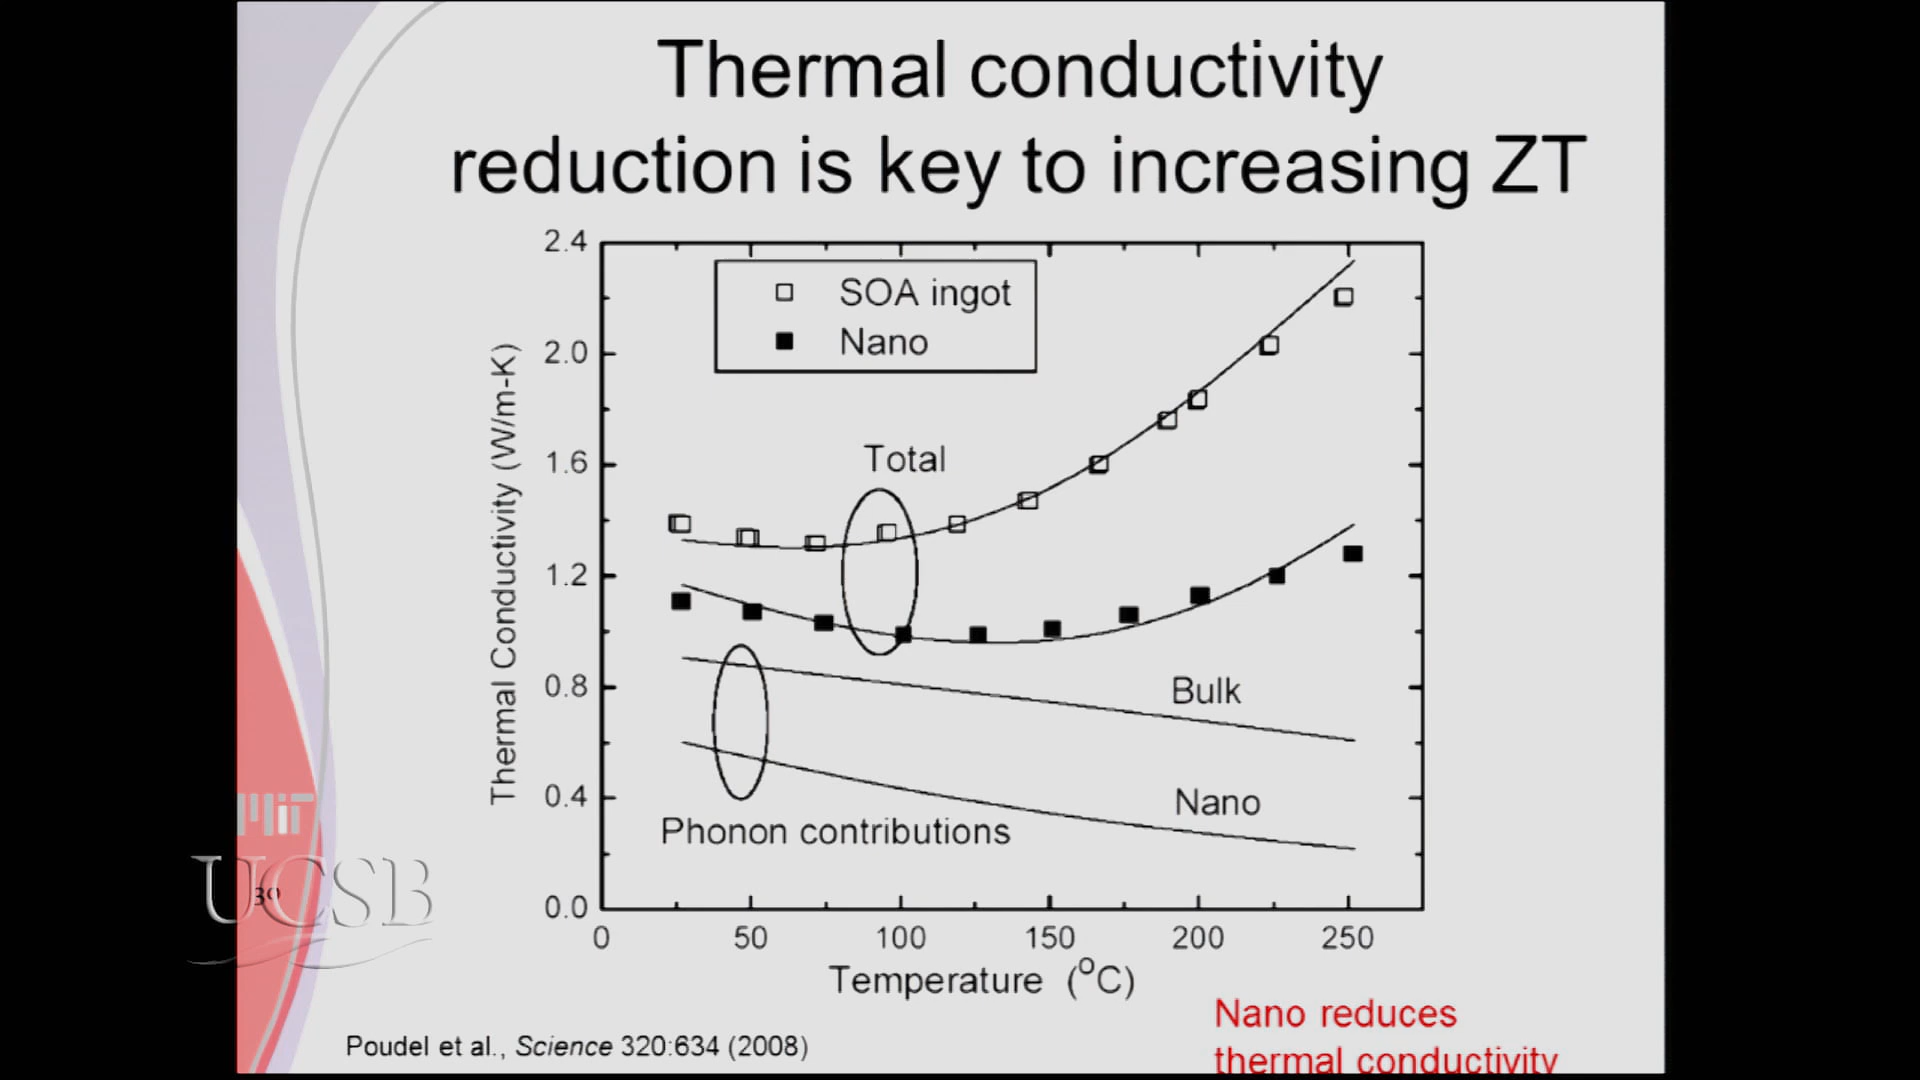 Thermal conductivity
reduction is key to increasing ZT
2.4
2.0
1.6
1.2
0.8
0.4
0.0
Thermal Conductivity (W/m-K)
SOA ingot
Nano
Total
Bulk
Nano
Phonon contributions
0 50 100 150 200 250
Temperature (°C)
Nano reduces
thermal conductivity
Poudel et al., Science 320:634 (2008)
MIT
UCSB